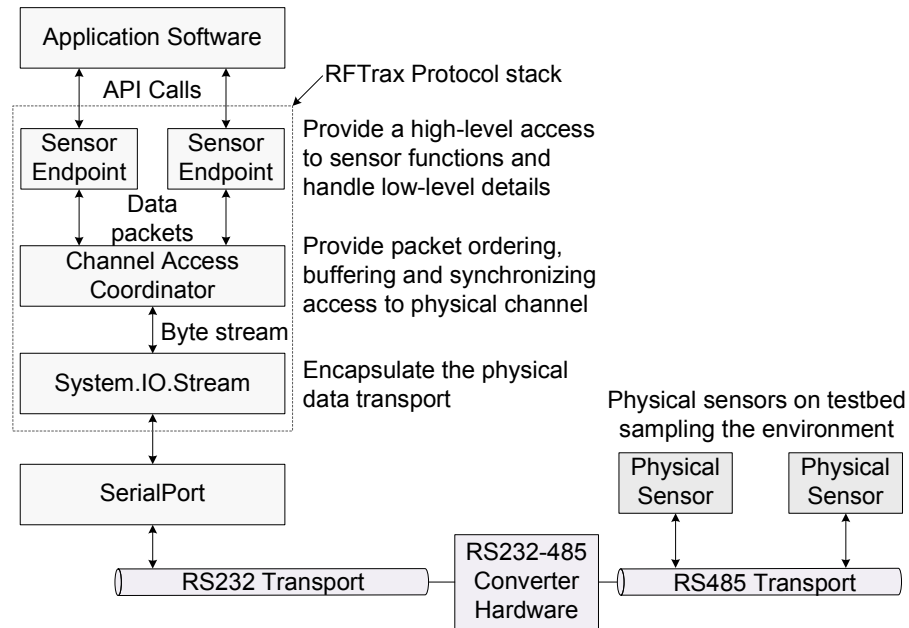 Application Software
API Calls
RFTrax Protocol stack
Sensor
Endpoint
Sensor
Endpoint
Provide a high-level access
to sensor functions and
handle low-level details
Data
packets
Channel Access
Coordinator
Provide packet ordering,
buffering and synchronizing
access to physical channel
Byte stream
System.IO.Stream
Encapsulate the physical
data transport
Physical sensors on testbed
sampling the environment
SerialPort
Physical
Sensor
Physical
Sensor
RS232 Transport
RS232-485
Converter
Hardware
RS485 Transport